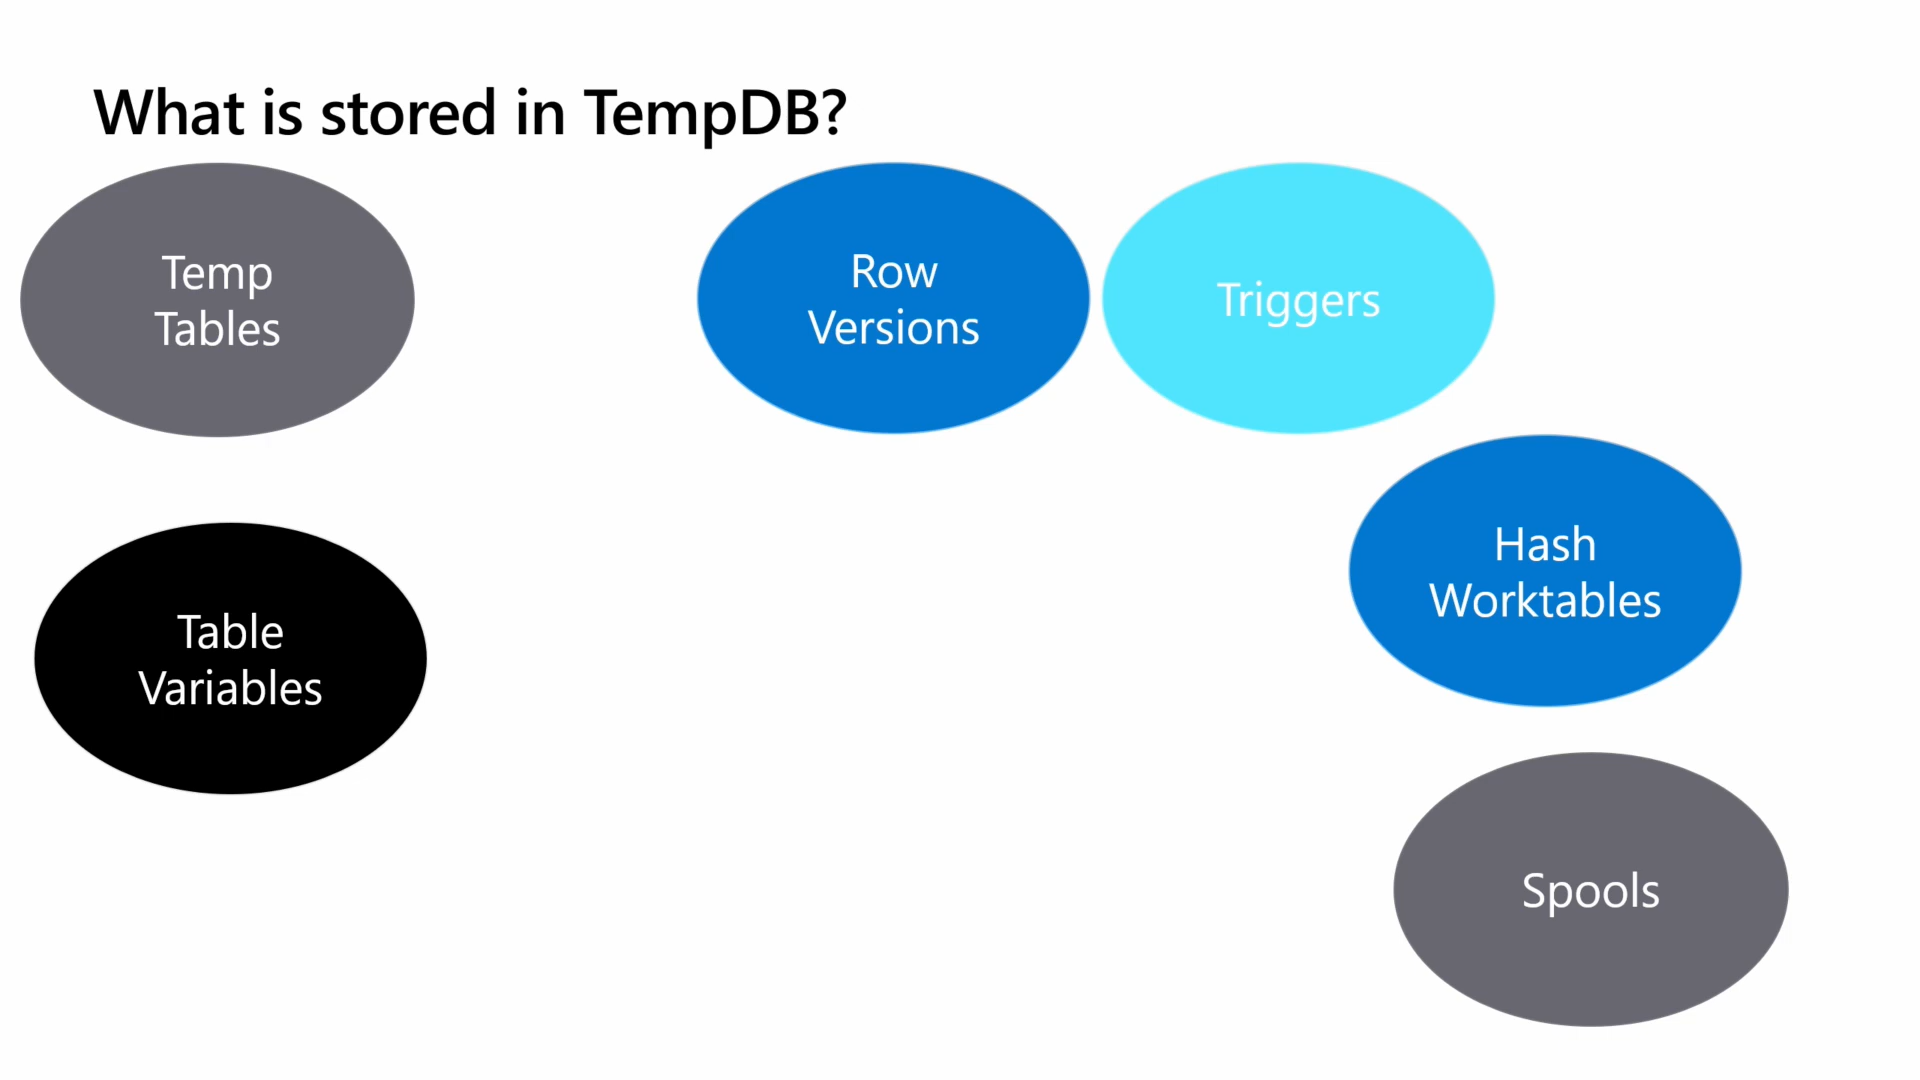 What is stored in TempDB?
Temp
Tables
Row
Versions
Triggers
Hash
Worktables
Table
Variables
Spools